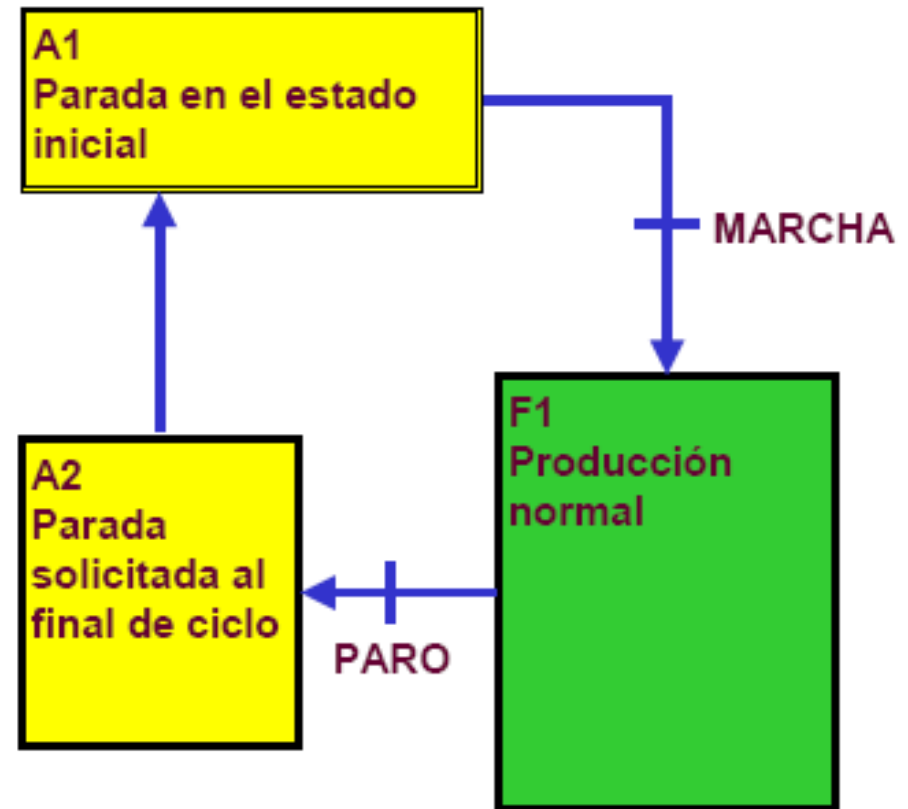 A1
Parada en el estado
inicial
MARCHA
F1
Producción
normal
A2
Parada
solicitada al
final de ciclo
PARO